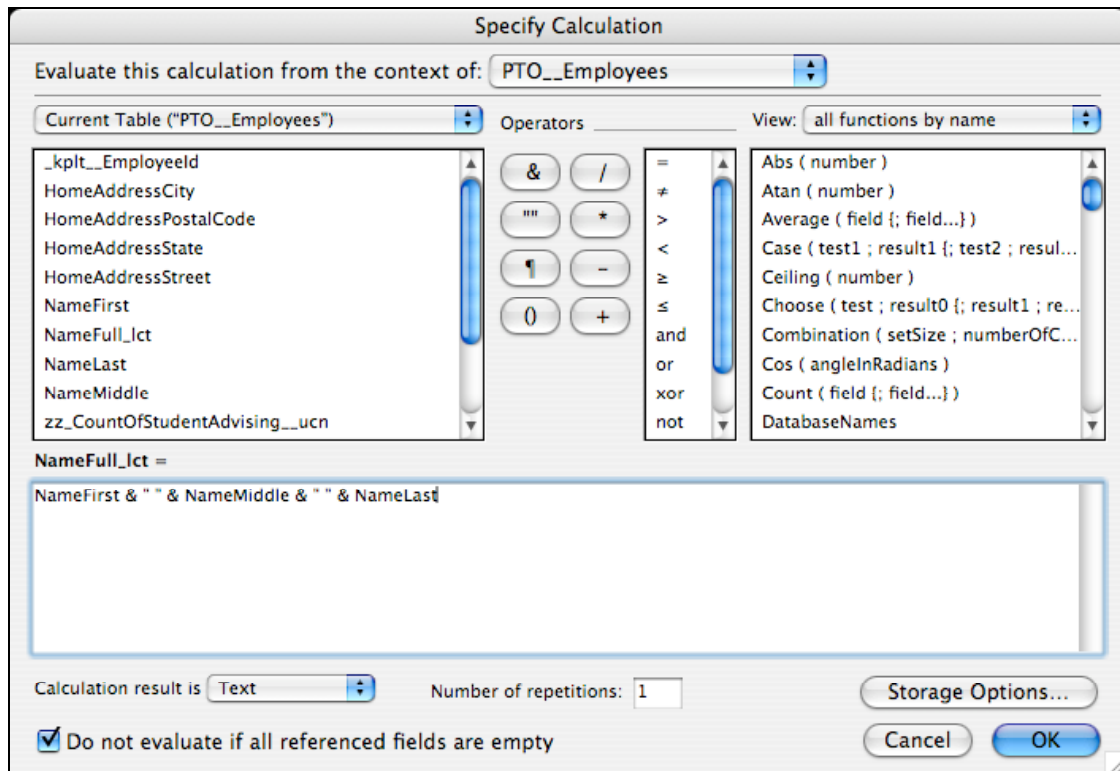 Specify Calculation
Evaluate this calculation from the context of: PTO__Employees
Current Table ("PTO__Employees")
Operators
View: all functions by name
_kplt__EmployeeId
HomeAddressCity
HomeAddressPostalCode
HomeAddressState
HomeAddressStreet
NameFirst
NameFull_lct
NameLast
NameMiddle
zz_CountOfStudentAdvising__ucn
& /
"" *
¶ -
() +
=
≠
>
<
≥
≤
and
or
xor
not
Abs ( number )
Atan ( number )
Average ( field {; field...} )
Case ( test1 ; result1 {; test2 ; resul...
Ceiling ( number )
Choose ( test ; result0 {; result1 ; re...
Combination ( setSize ; numberOfC...
Cos ( angleInRadians )
Count ( field {; field...} )
DatabaseNames
NameFull_lct =
NameFirst & " " & NameMiddle & " " & NameLast
Calculation result is Text
Number of repetitions: 1
Storage Options...
Do not evaluate if all referenced fields are empty
Cancel
OK